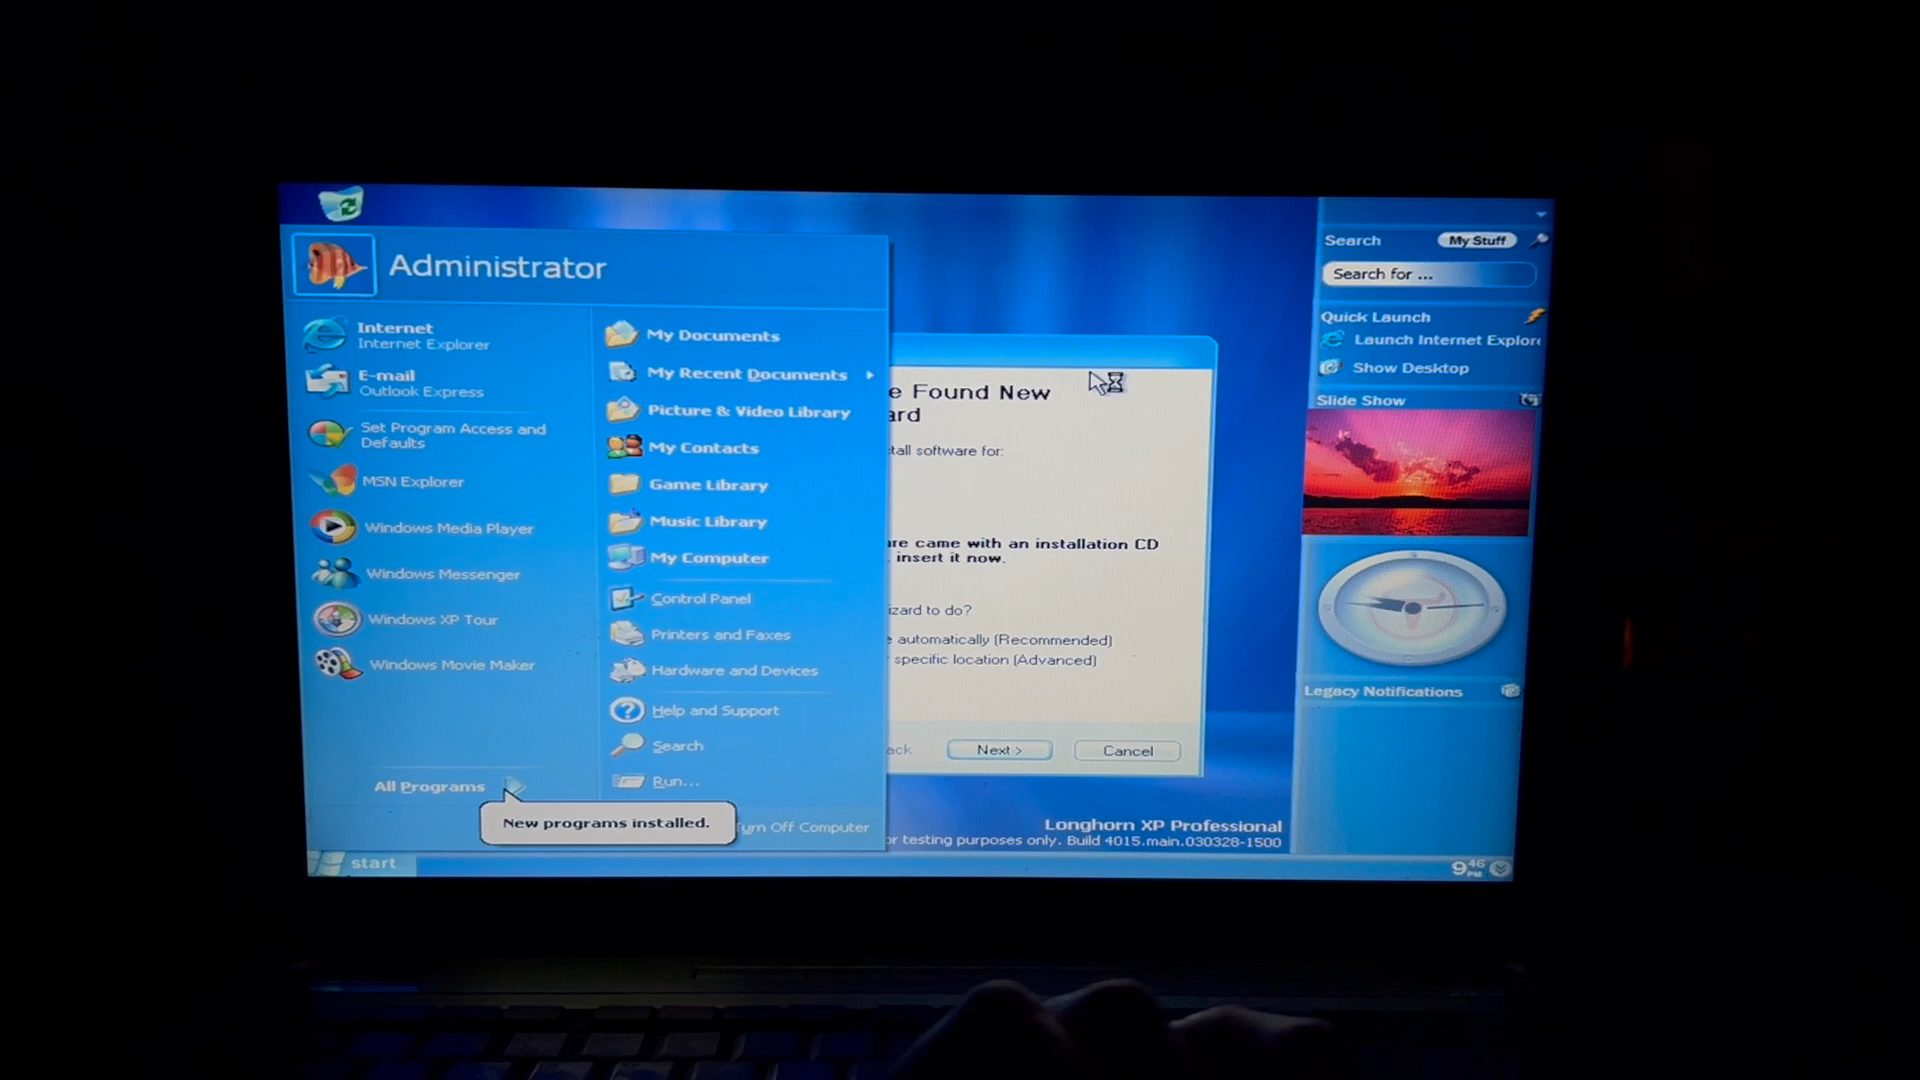 Administrator
Internet
Internet Explorer
E-mail
Outlook Express
Set Program Access and
Defaults
MSN Explorer
Windows Media Player
Windows Messenger
Windows XP Tour
Windows Movie Maker
All Programs
New programs installed.
My Documents
My Recent Documents
Picture & Video Library
My Contacts
Game Library
Music Library
My Computer
Control Panel
Printers and Faxes
Hardware and Devices
Help and Support
Search
Run...
Turn Off Computer
e Found New
ard
tall software for:
are came with an installation CD
insert it now.
izard to do?
e automatically (Recommended)
specific location (Advanced)
ack
Next >
Cancel
Longhorn XP Professional
or testing purposes only. Build 4015.main.030328-1500
Search
My Stuff
Search for ...
Quick Launch
Launch Internet Explore
Show Desktop
Slide Show
Legacy Notifications
start
9 46 PM